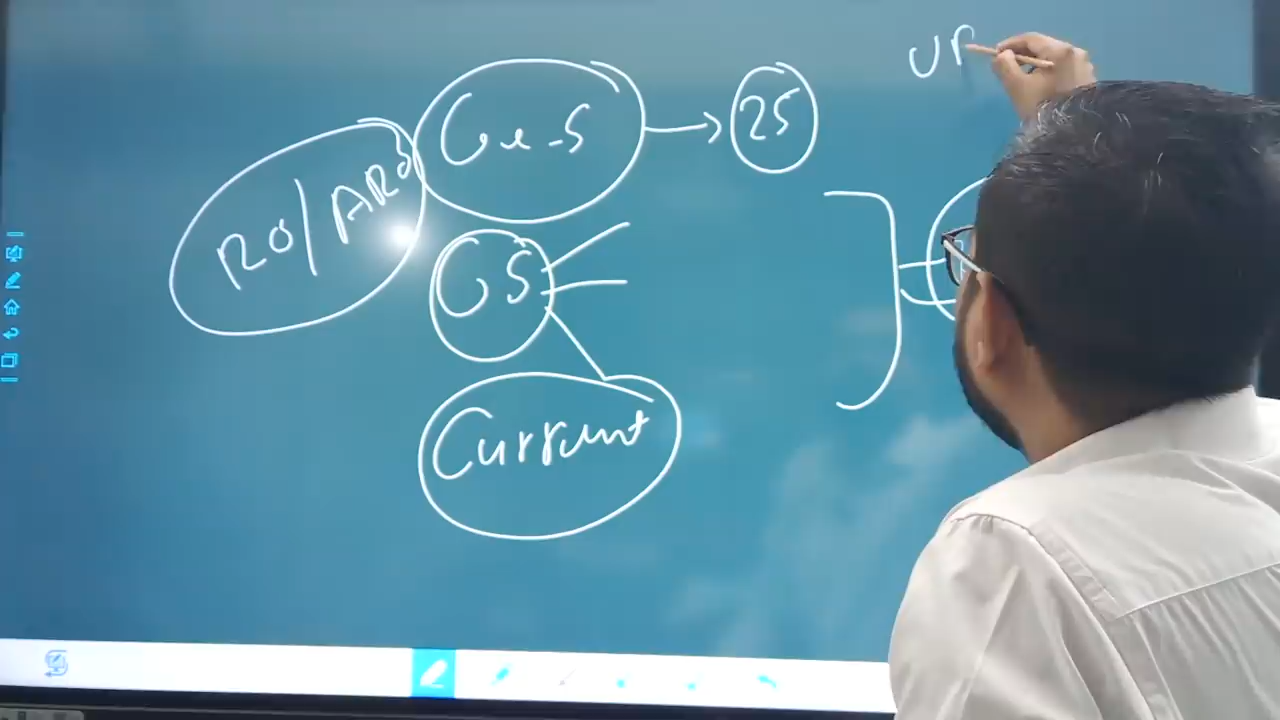 UP
Ge-S → 25
RO/ARO
GS
Current